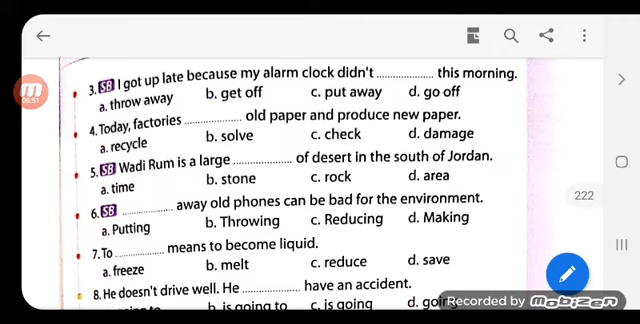 3. SB I got up late because my alarm clock didn't .................. this morning.
a. throw away b. get off c. put away d. go off
4. Today, factories .................. old paper and produce new paper.
a. recycle b. solve c. check d. damage
5. SB Wadi Rum is a large .................. of desert in the south of Jordan.
a. time b. stone c. rock d. area
6. SB .................. away old phones can be bad for the environment.
a. Putting b. Throwing c. Reducing d. Making
7. To .................. means to become liquid.
a. freeze b. melt c. reduce d. save
8. He doesn't drive well. He .................. have an accident.
b. is going to c. is going d.
222
06:51
Recorded by Mobizen